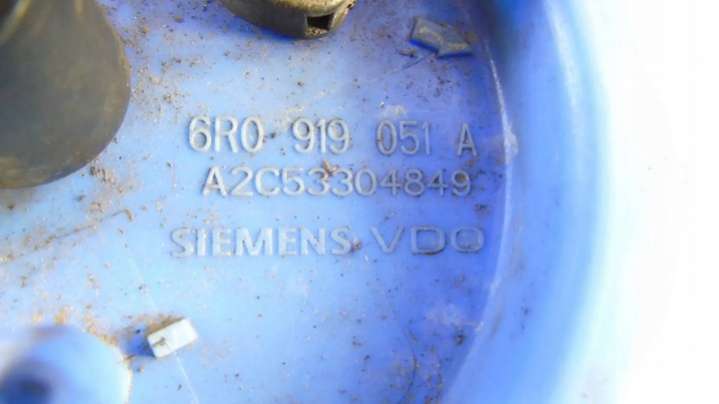 6R0 919 051 A
A2C53304849
SIEMENS VDO